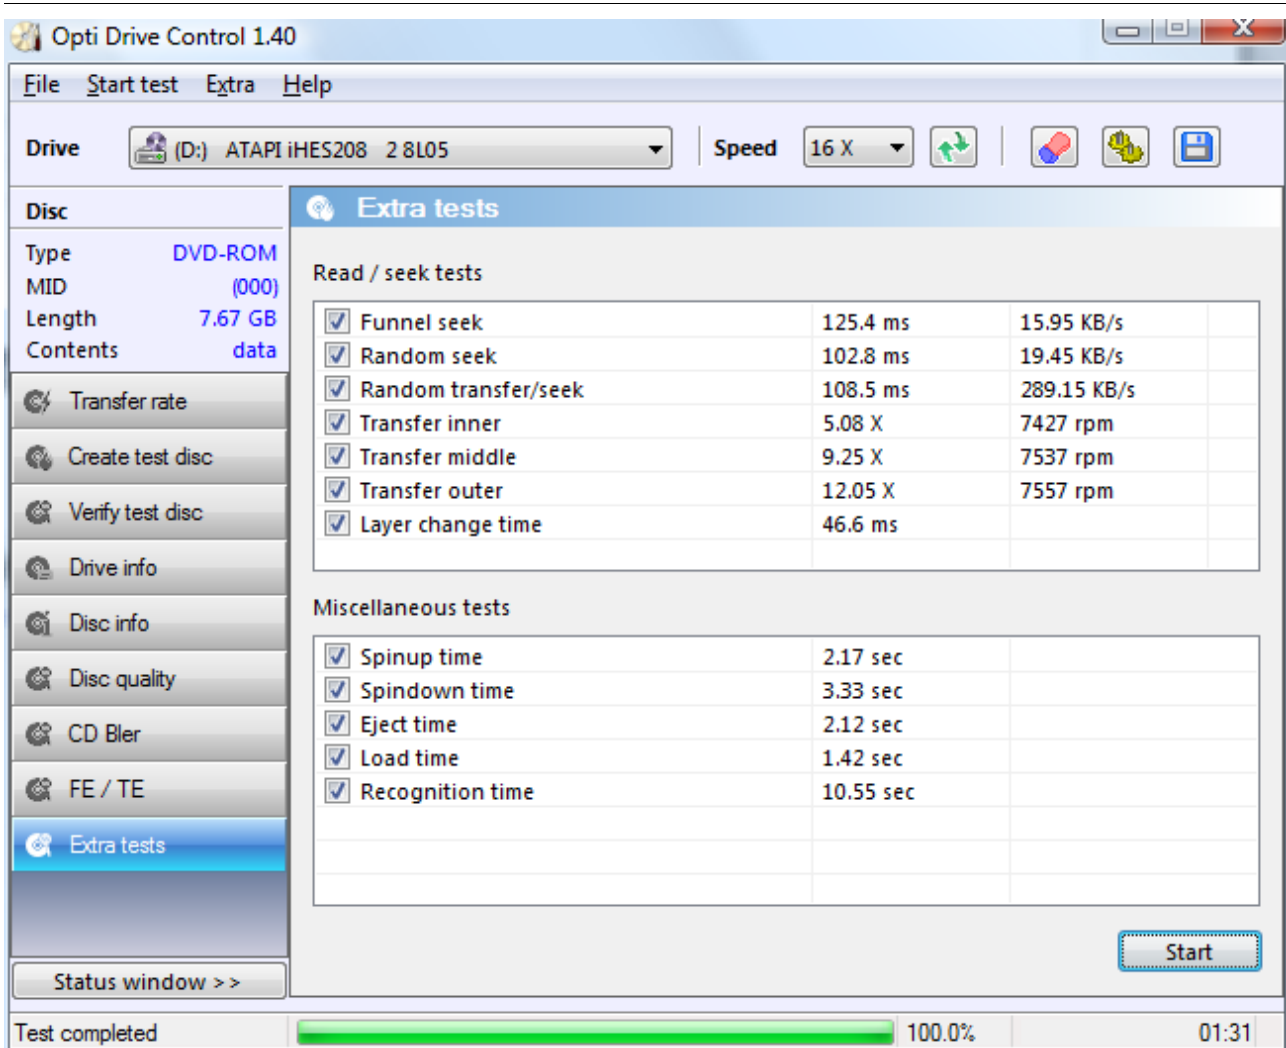 Opti Drive Control 1.40
File Start test Extra Help
Drive (D:) ATAPI iHES208 2 8L05 Speed 16 X
Disc
Type DVD-ROM
MID (000)
Length 7.67 GB
Contents data
Transfer rate
Create test disc
Verify test disc
Drive info
Disc info
Disc quality
CD Bler
FE / TE
Extra tests
Status window >>
Extra tests
Read / seek tests
Funnel seek 125.4 ms 15.95 KB/s
Random seek 102.8 ms 19.45 KB/s
Random transfer/seek 108.5 ms 289.15 KB/s
Transfer inner 5.08 X 7427 rpm
Transfer middle 9.25 X 7537 rpm
Transfer outer 12.05 X 7557 rpm
Layer change time 46.6 ms
Miscellaneous tests
Spinup time 2.17 sec
Spindown time 3.33 sec
Eject time 2.12 sec
Load time 1.42 sec
Recognition time 10.55 sec
Start
Test completed 100.0% 01:31